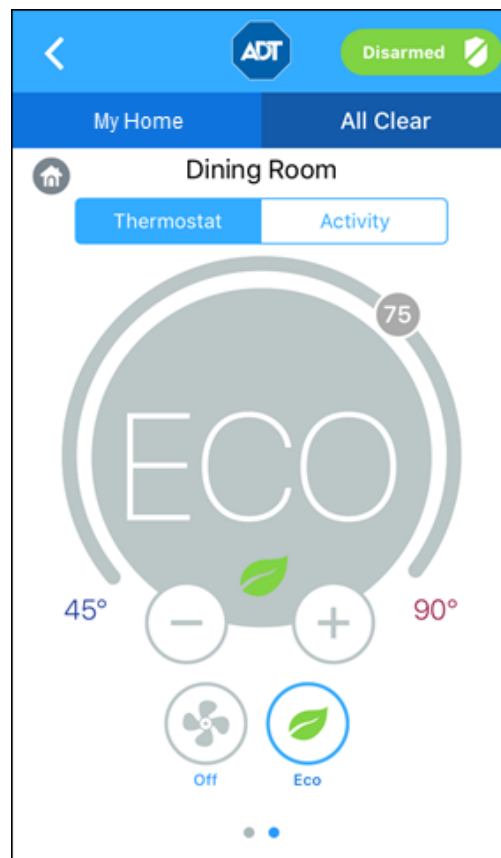 ADT
Disarmed
My Home
All Clear
Dining Room
Thermostat
Activity
75
ECO
45°
90°
Off
Eco